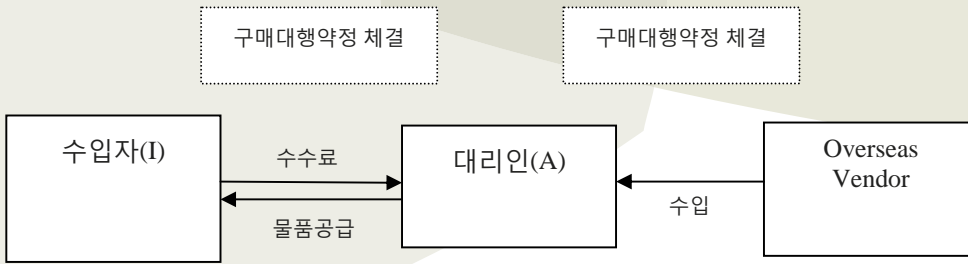 구매대행약정 체결
구매대행약정 체결
수입자(I)
수수료
물품공급
대리인(A)
수입
Overseas
Vendor